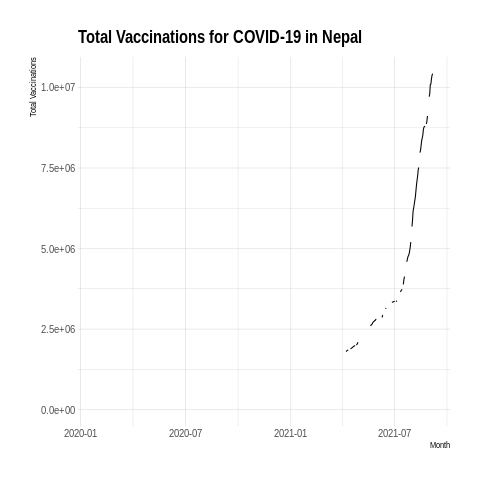 Total Vaccinations for COVID-19 in Nepal
Total Vaccinations
1.0e+07
7.5e+06
5.0e+06
2.5e+06
0.0e+00
2020-01 2020-07 2021-01 2021-07
Month